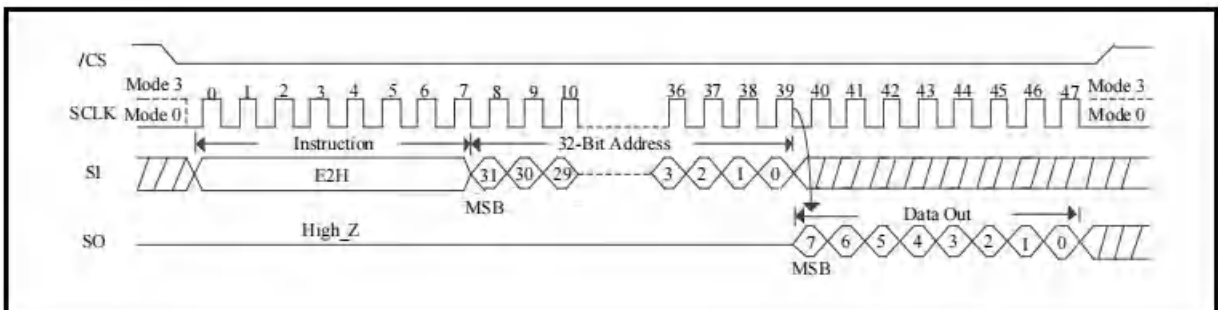 /CS
Mode 3 0 1 2 3 4 5 6 7 8 9 10 36 37 38 39 40 41 42 43 44 45 46 47 Mode 3
SCLK Mode 0 Mode 0
Instruction 32-Bit Address
SI E2H 31 30 29 3 2 1 0
MSB
High_Z Data Out
SO 7 6 5 4 3 2 1 0
MSB